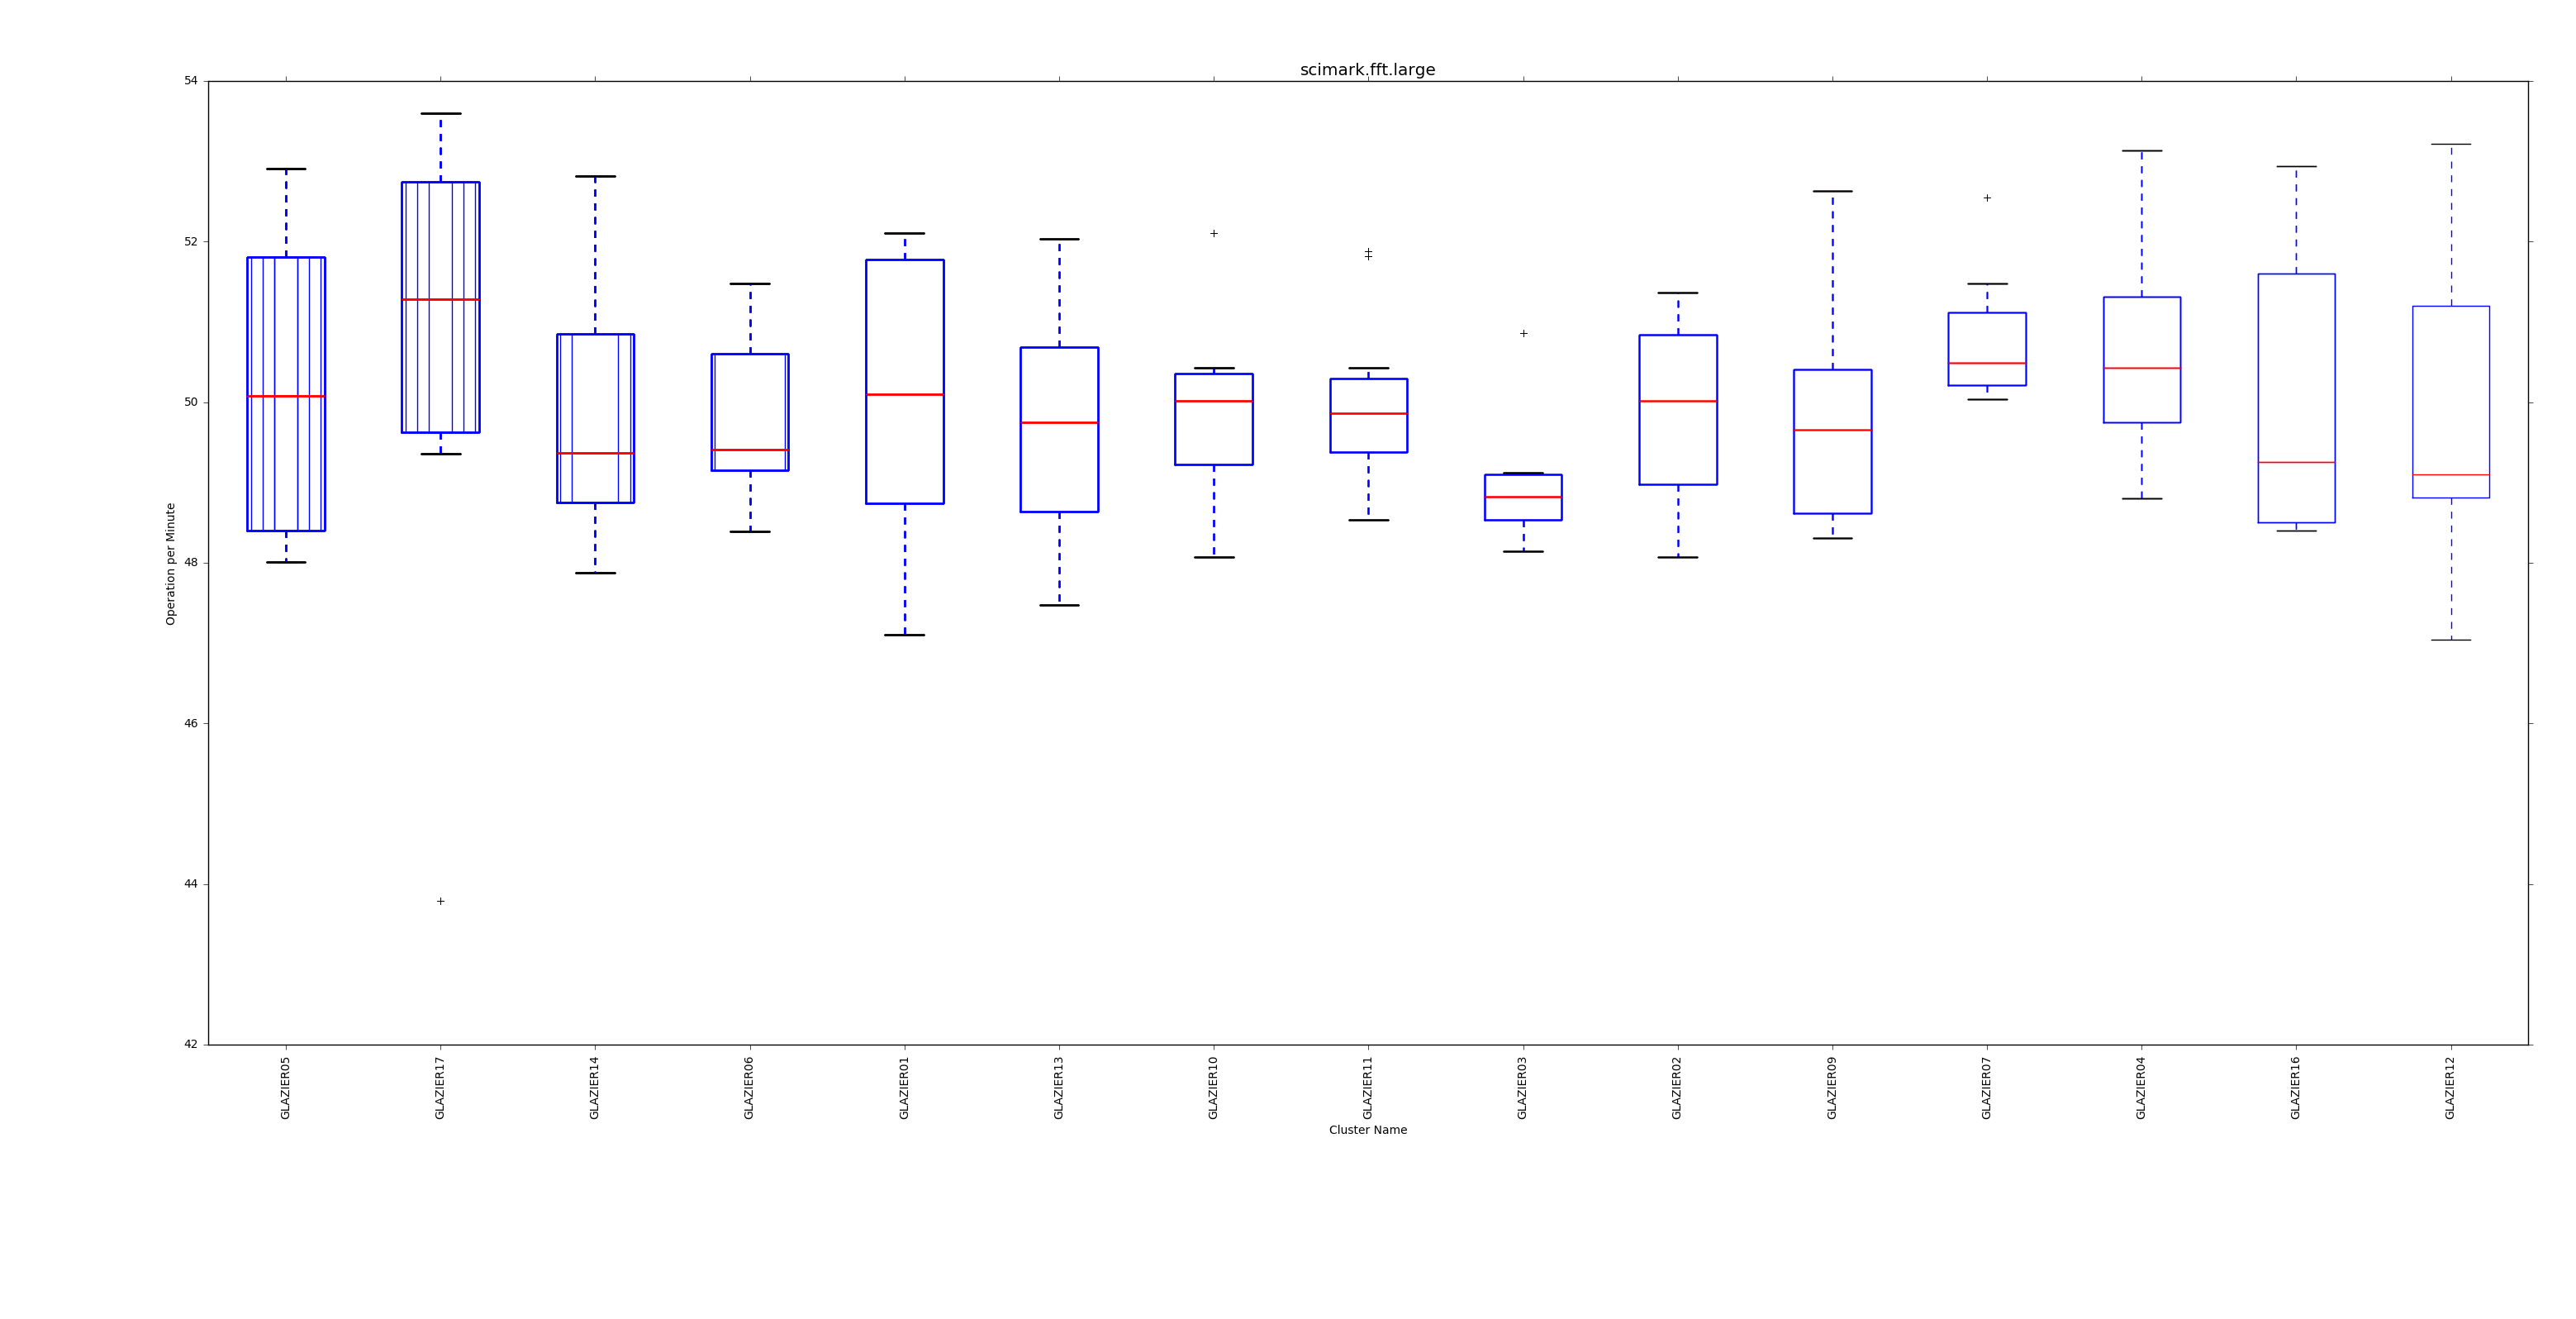 scimark.fft.large
54
52
50
48
46
44
42
Operation per Minute
GLAZIER05
GLAZIER17
GLAZIER14
GLAZIER06
GLAZIER01
GLAZIER13
GLAZIER10
GLAZIER11
GLAZIER03
GLAZIER02
GLAZIER09
GLAZIER07
GLAZIER04
GLAZIER16
GLAZIER12
Cluster Name